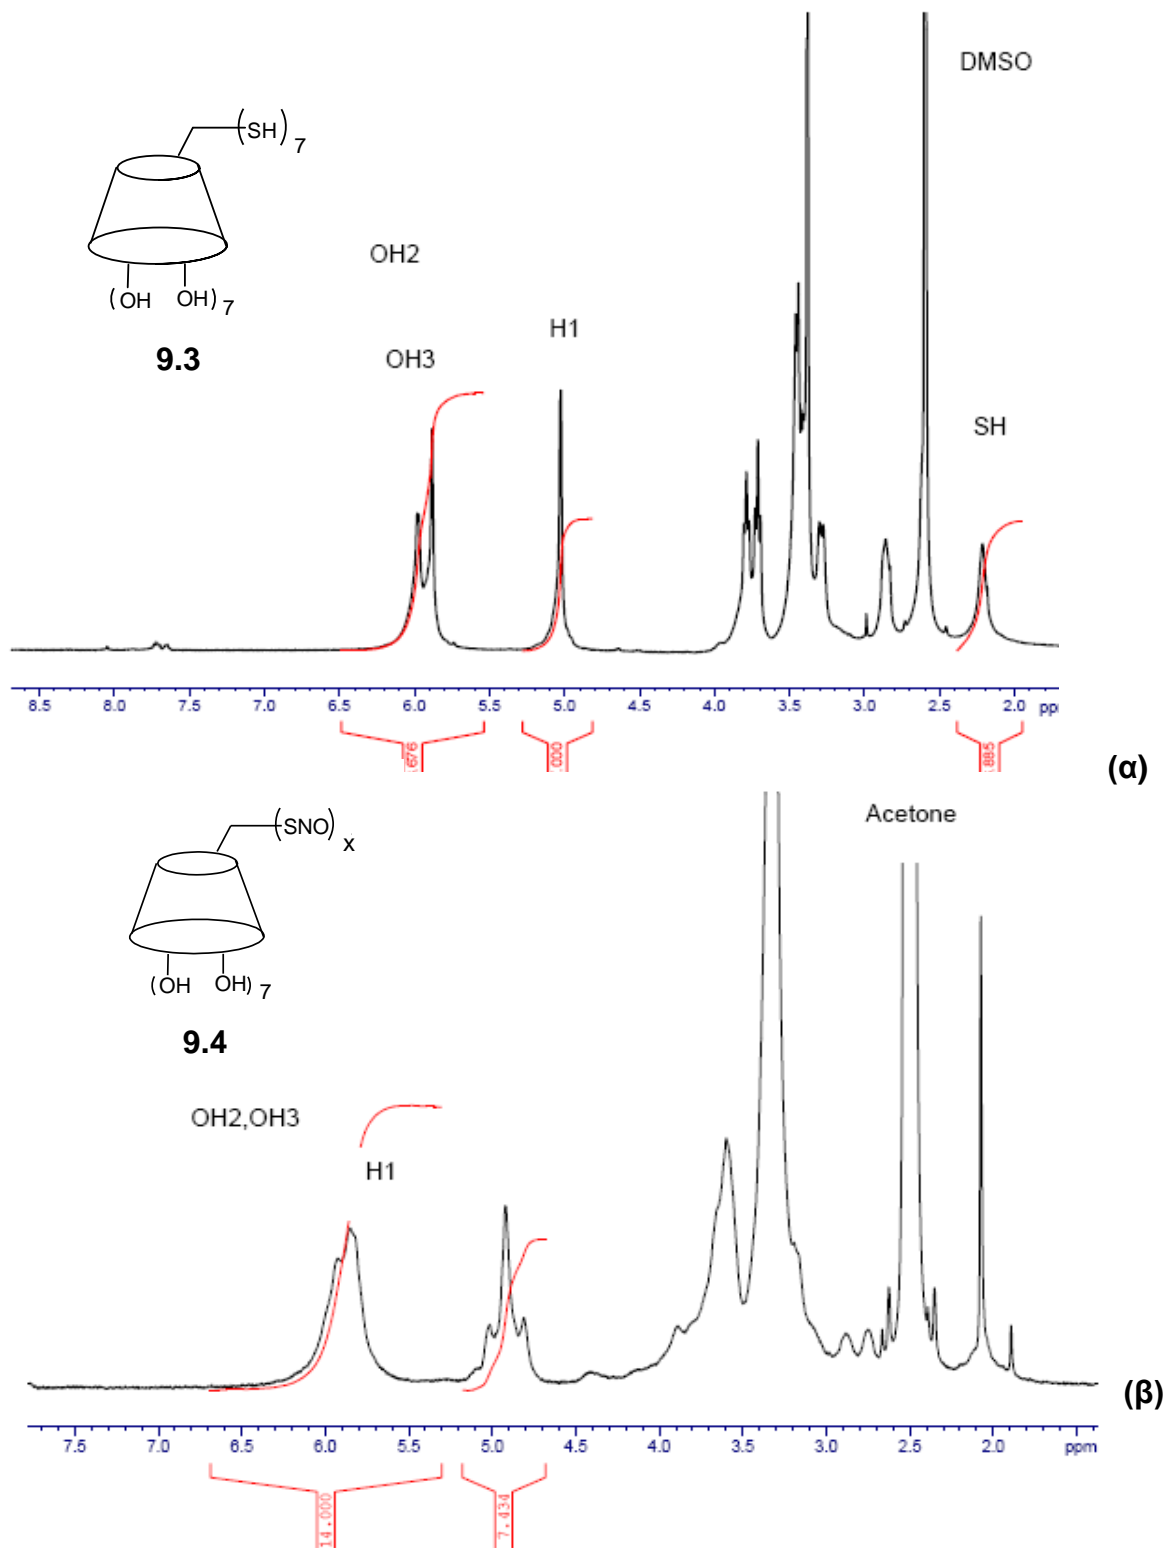 DMSO
(SH) 7
OH2
(OH OH) 7
H1
9.3
OH3
SH
8.5 8.0 7.5 7.0 6.5 6.0 5.5 5.0 4.5 4.0 3.5 3.0 2.5 2.0 pp
.676 .000 .885
(α)
Acetone
(SNO) x
(OH OH) 7
9.4
OH2,OH3
H1
(β)
7.5 7.0 6.5 6.0 5.5 5.0 4.5 4.0 3.5 3.0 2.5 2.0 ppm
14.000 7.434